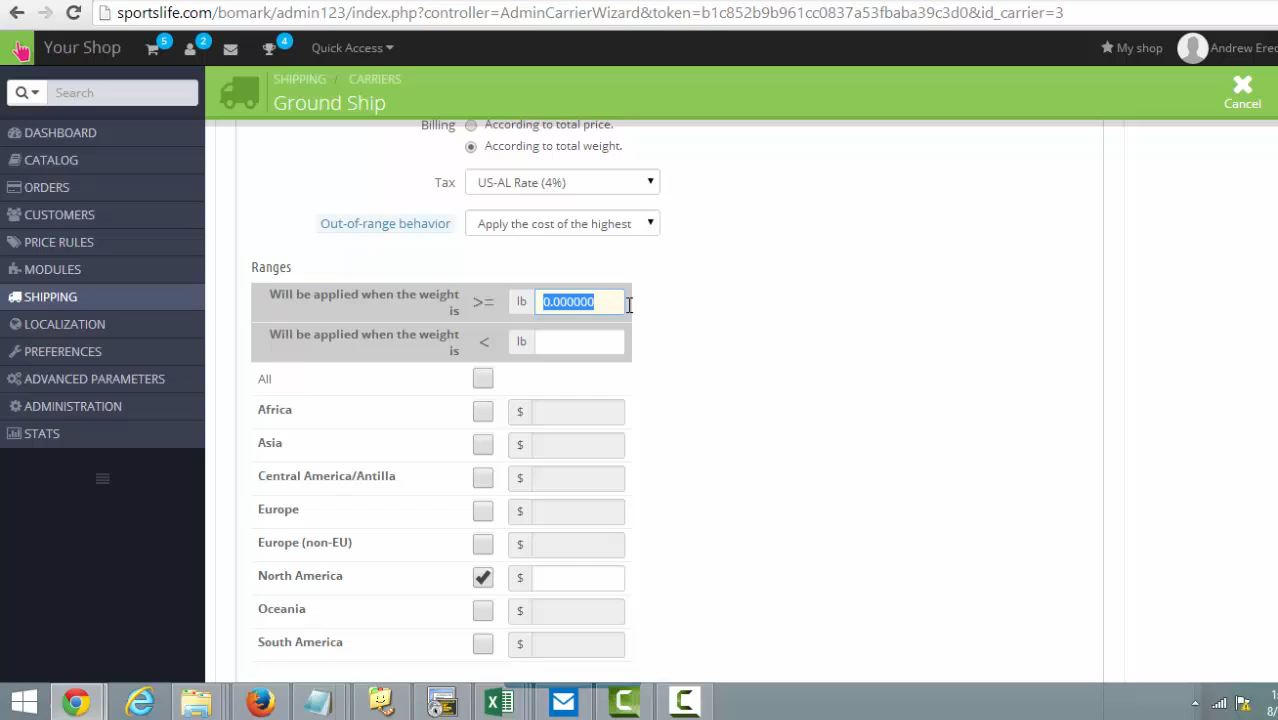 sportslife.com/bomark/admin123/index.php?controller=AdminCarrierWizard&token=b1c852b9b961cc0837a53fbaba39c3d0&id_carrier=3
Your Shop 5 2 4 Quick Access My shop Andrew Ered
Search
SHIPPING / CARRIERS
Ground Ship
Cancel
DASHBOARD
CATALOG
ORDERS
CUSTOMERS
PRICE RULES
MODULES
SHIPPING
LOCALIZATION
PREFERENCES
ADVANCED PARAMETERS
ADMINISTRATION
STATS
Billing According to total price.
According to total weight.
Tax US-AL Rate (4%)
Out-of-range behavior Apply the cost of the highest
Ranges
Will be applied when the weight is >= lb 0.000000
Will be applied when the weight is < lb
All
Africa $
Asia $
Central America/Antilla $
Europe $
Europe (non-EU) $
North America $
Oceania $
South America $